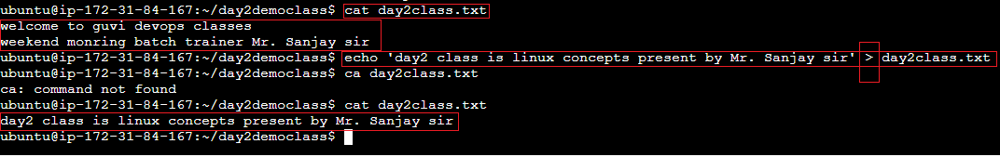 ubuntu@ip-172-31-84-167:~/day2democlass$ cat day2class.txt
welcome to guvi devops classes
weekend monring batch trainer Mr. Sanjay sir
ubuntu@ip-172-31-84-167:~/day2democlass$ echo 'day2 class is linux concepts present by Mr. Sanjay sir' > day2class.txt
ubuntu@ip-172-31-84-167:~/day2democlass$ ca day2class.txt
ca: command not found
ubuntu@ip-172-31-84-167:~/day2democlass$ cat day2class.txt
day2 class is linux concepts present by Mr. Sanjay sir
ubuntu@ip-172-31-84-167:~/day2democlass$